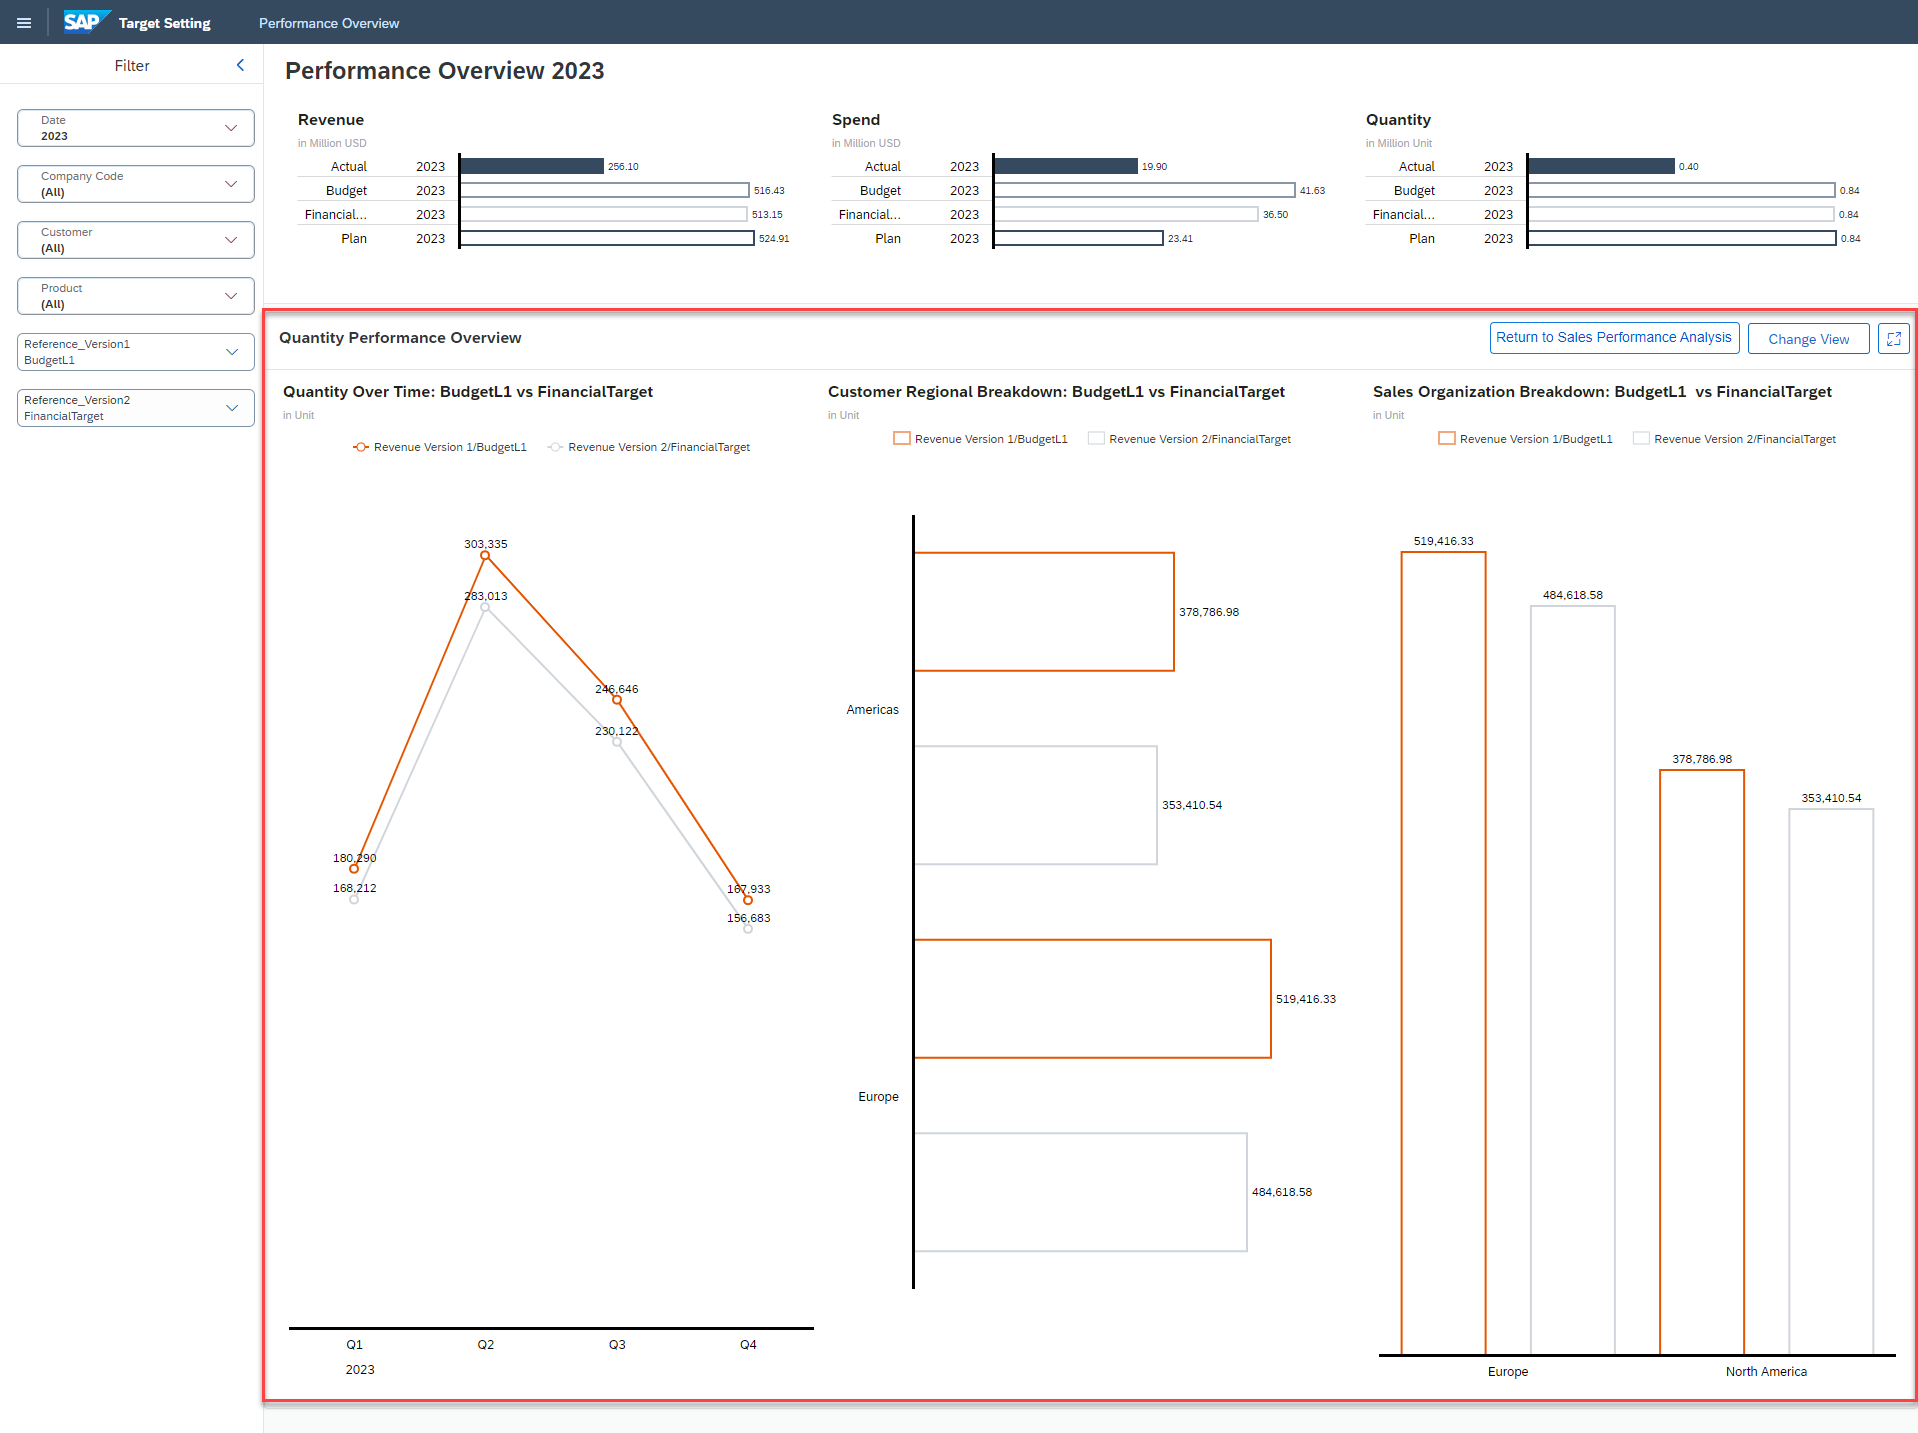 SAP Target Setting Performance Overview
Filter
Date
2023
Company Code
(All)
Customer
(All)
Product
(All)
Reference_Version1
BudgetL1
Reference_Version2
FinancialTarget
Performance Overview 2023
Revenue
in Million USD
Actual 2023 256.10
Budget 2023 516.43
Financial... 2023 513.15
Plan 2023 524.91
Spend
in Million USD
Actual 2023 19.90
Budget 2023 41.63
Financial... 2023 36.50
Plan 2023 23.41
Quantity
in Million Unit
Actual 2023 0.40
Budget 2023 0.84
Financial... 2023 0.84
Plan 2023 0.84
Quantity Performance Overview
Return to Sales Performance Analysis
Change View
Quantity Over Time: BudgetL1 vs FinancialTarget
in Unit
Revenue Version 1/BudgetL1 Revenue Version 2/FinancialTarget
303,335
283,013
246,646
230,122
180,290
168,212
167,933
156,683
Q1 Q2 Q3 Q4
2023
Customer Regional Breakdown: BudgetL1 vs FinancialTarget
in Unit
Revenue Version 1/BudgetL1 Revenue Version 2/FinancialTarget
378,786.98
Americas
353,410.54
519,416.33
Europe
484,618.58
Sales Organization Breakdown: BudgetL1 vs FinancialTarget
in Unit
Revenue Version 1/BudgetL1 Revenue Version 2/FinancialTarget
519,416.33
484,618.58
378,786.98
353,410.54
Europe North America